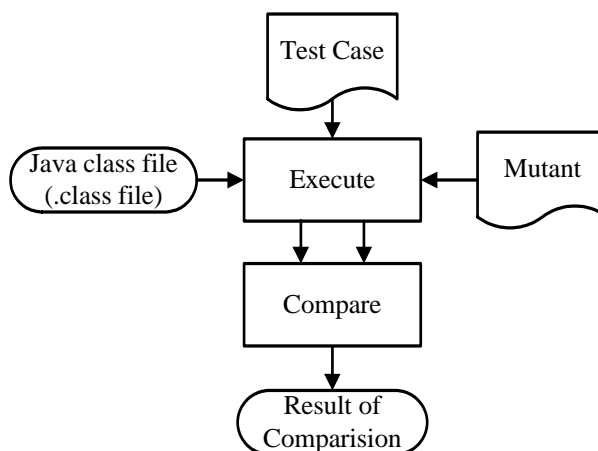 Test Case
Java class file
(.class file)
Execute
Mutant
Compare
Result of
Comparision